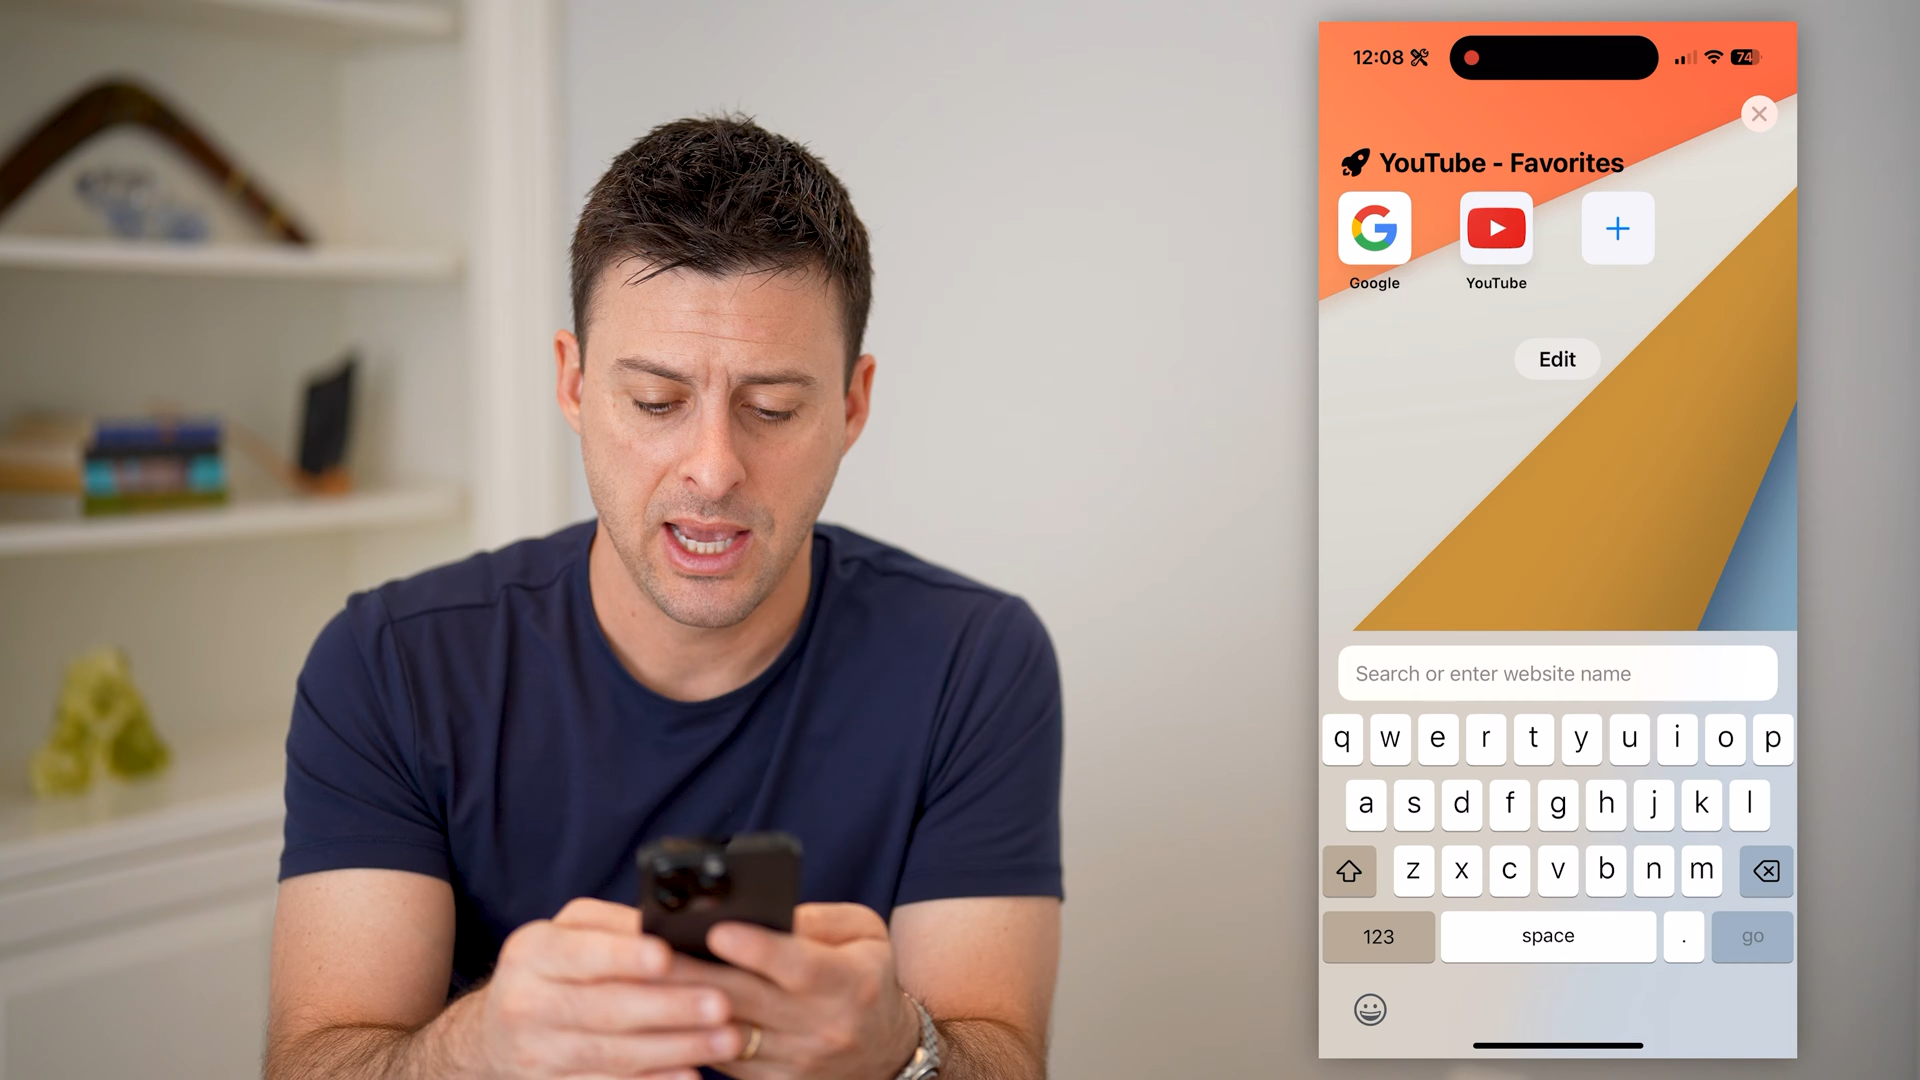 12:08
74
YouTube - Favorites
Google
YouTube
Edit
Search or enter website name
q w e r t y u i o p
a s d f g h j k l
z x c v b n m
123 space . go